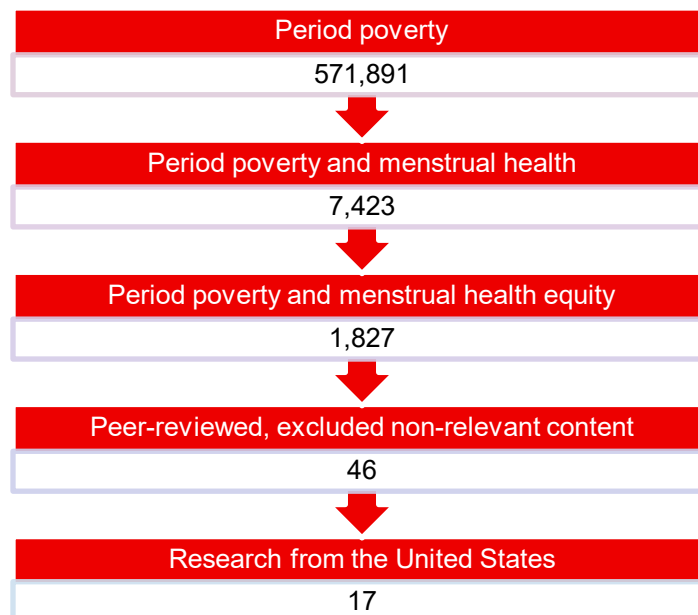 Period poverty
571,891
Period poverty and menstrual health
7,423
Period poverty and menstrual health equity
1,827
Peer-reviewed, excluded non-relevant content
46
Research from the United States
17